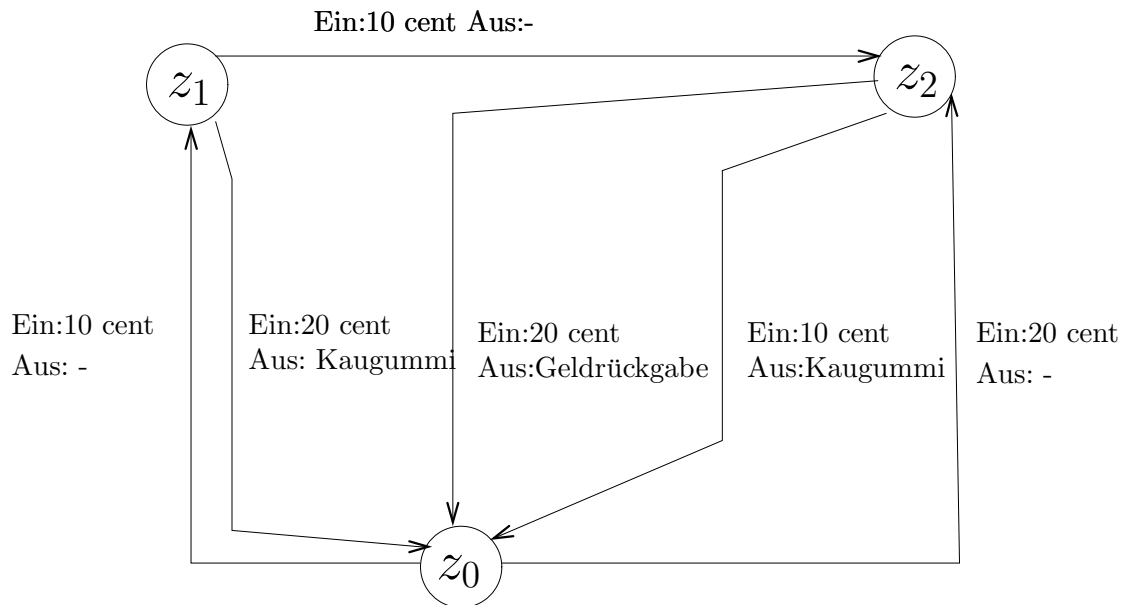 Ein:10 cent Aus:-
z1
z2
Ein:10 cent
Aus: -
Ein:20 cent
Aus: Kaugummi
Ein:20 cent
Aus:Geldrückgabe
Ein:10 cent
Aus:Kaugummi
Ein:20 cent
Aus: -
z0